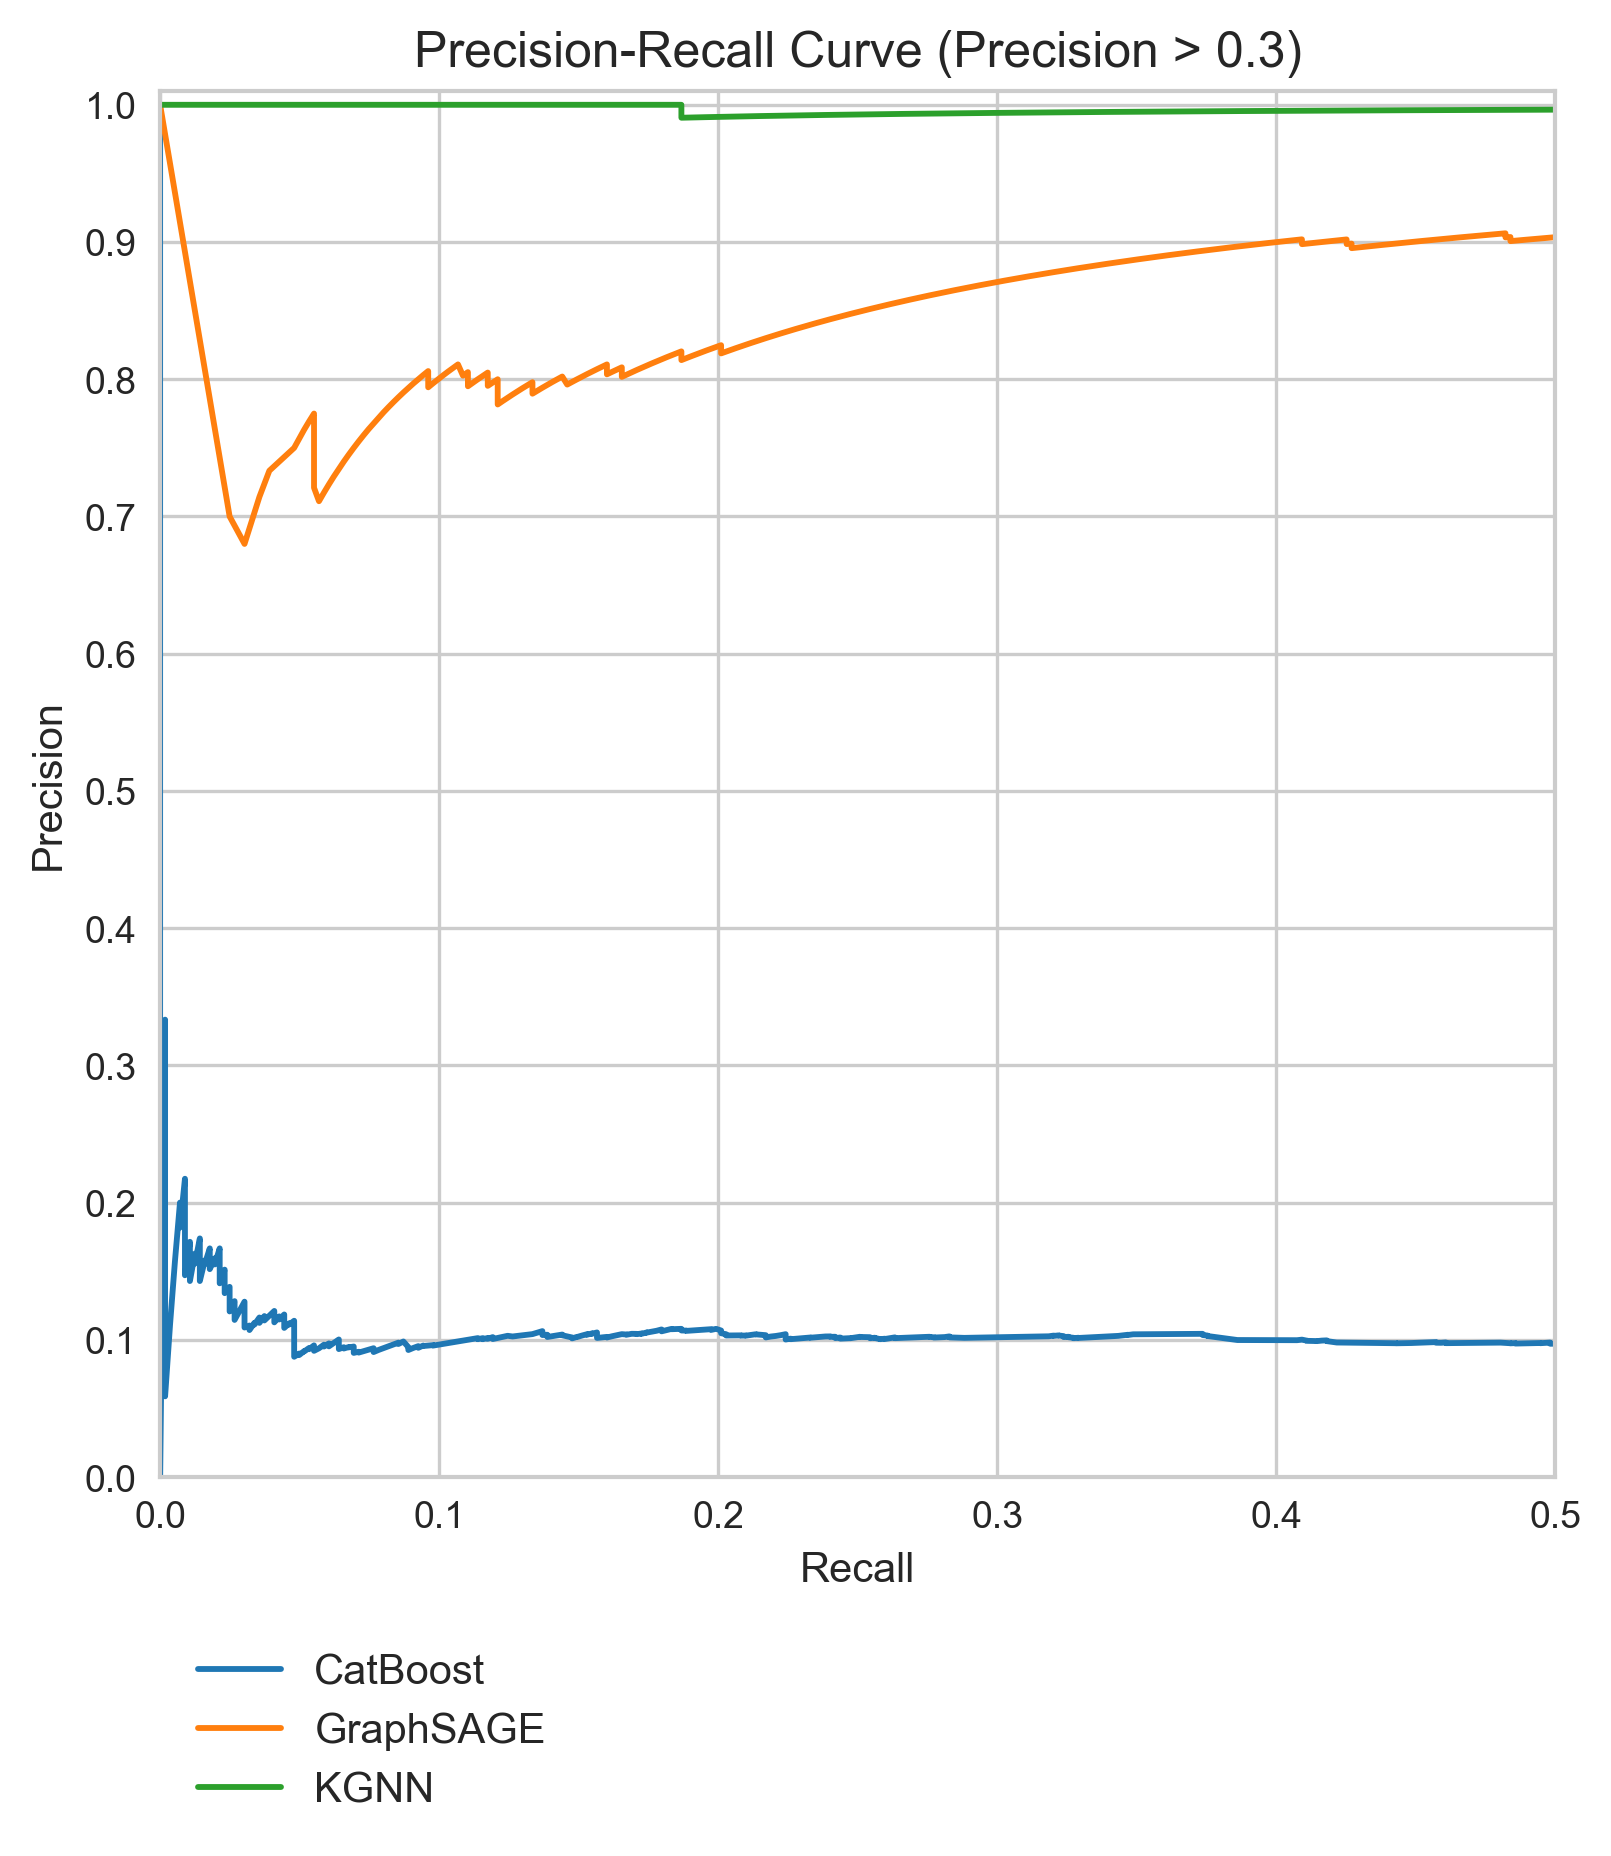 Precision-Recall Curve (Precision > 0.3)
1.0
0.9
0.8
0.7
0.6
0.5
0.4
0.3
0.2
0.1
0.0
Precision
0.0 0.1 0.2 0.3 0.4 0.5
Recall
CatBoost
GraphSAGE
KGNN